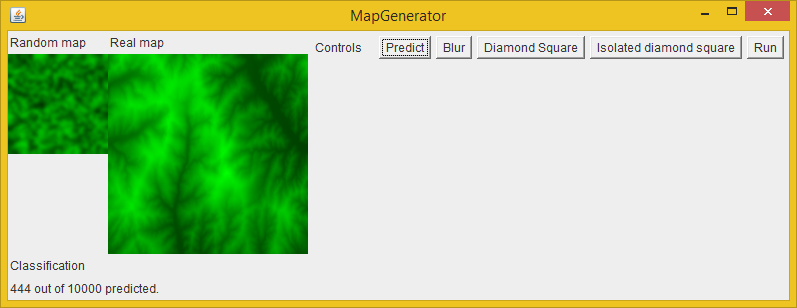 MapGenerator
Random map
Real map
Controls
Predict
Blur
Diamond Square
Isolated diamond square
Run
Classification
444 out of 10000 predicted.